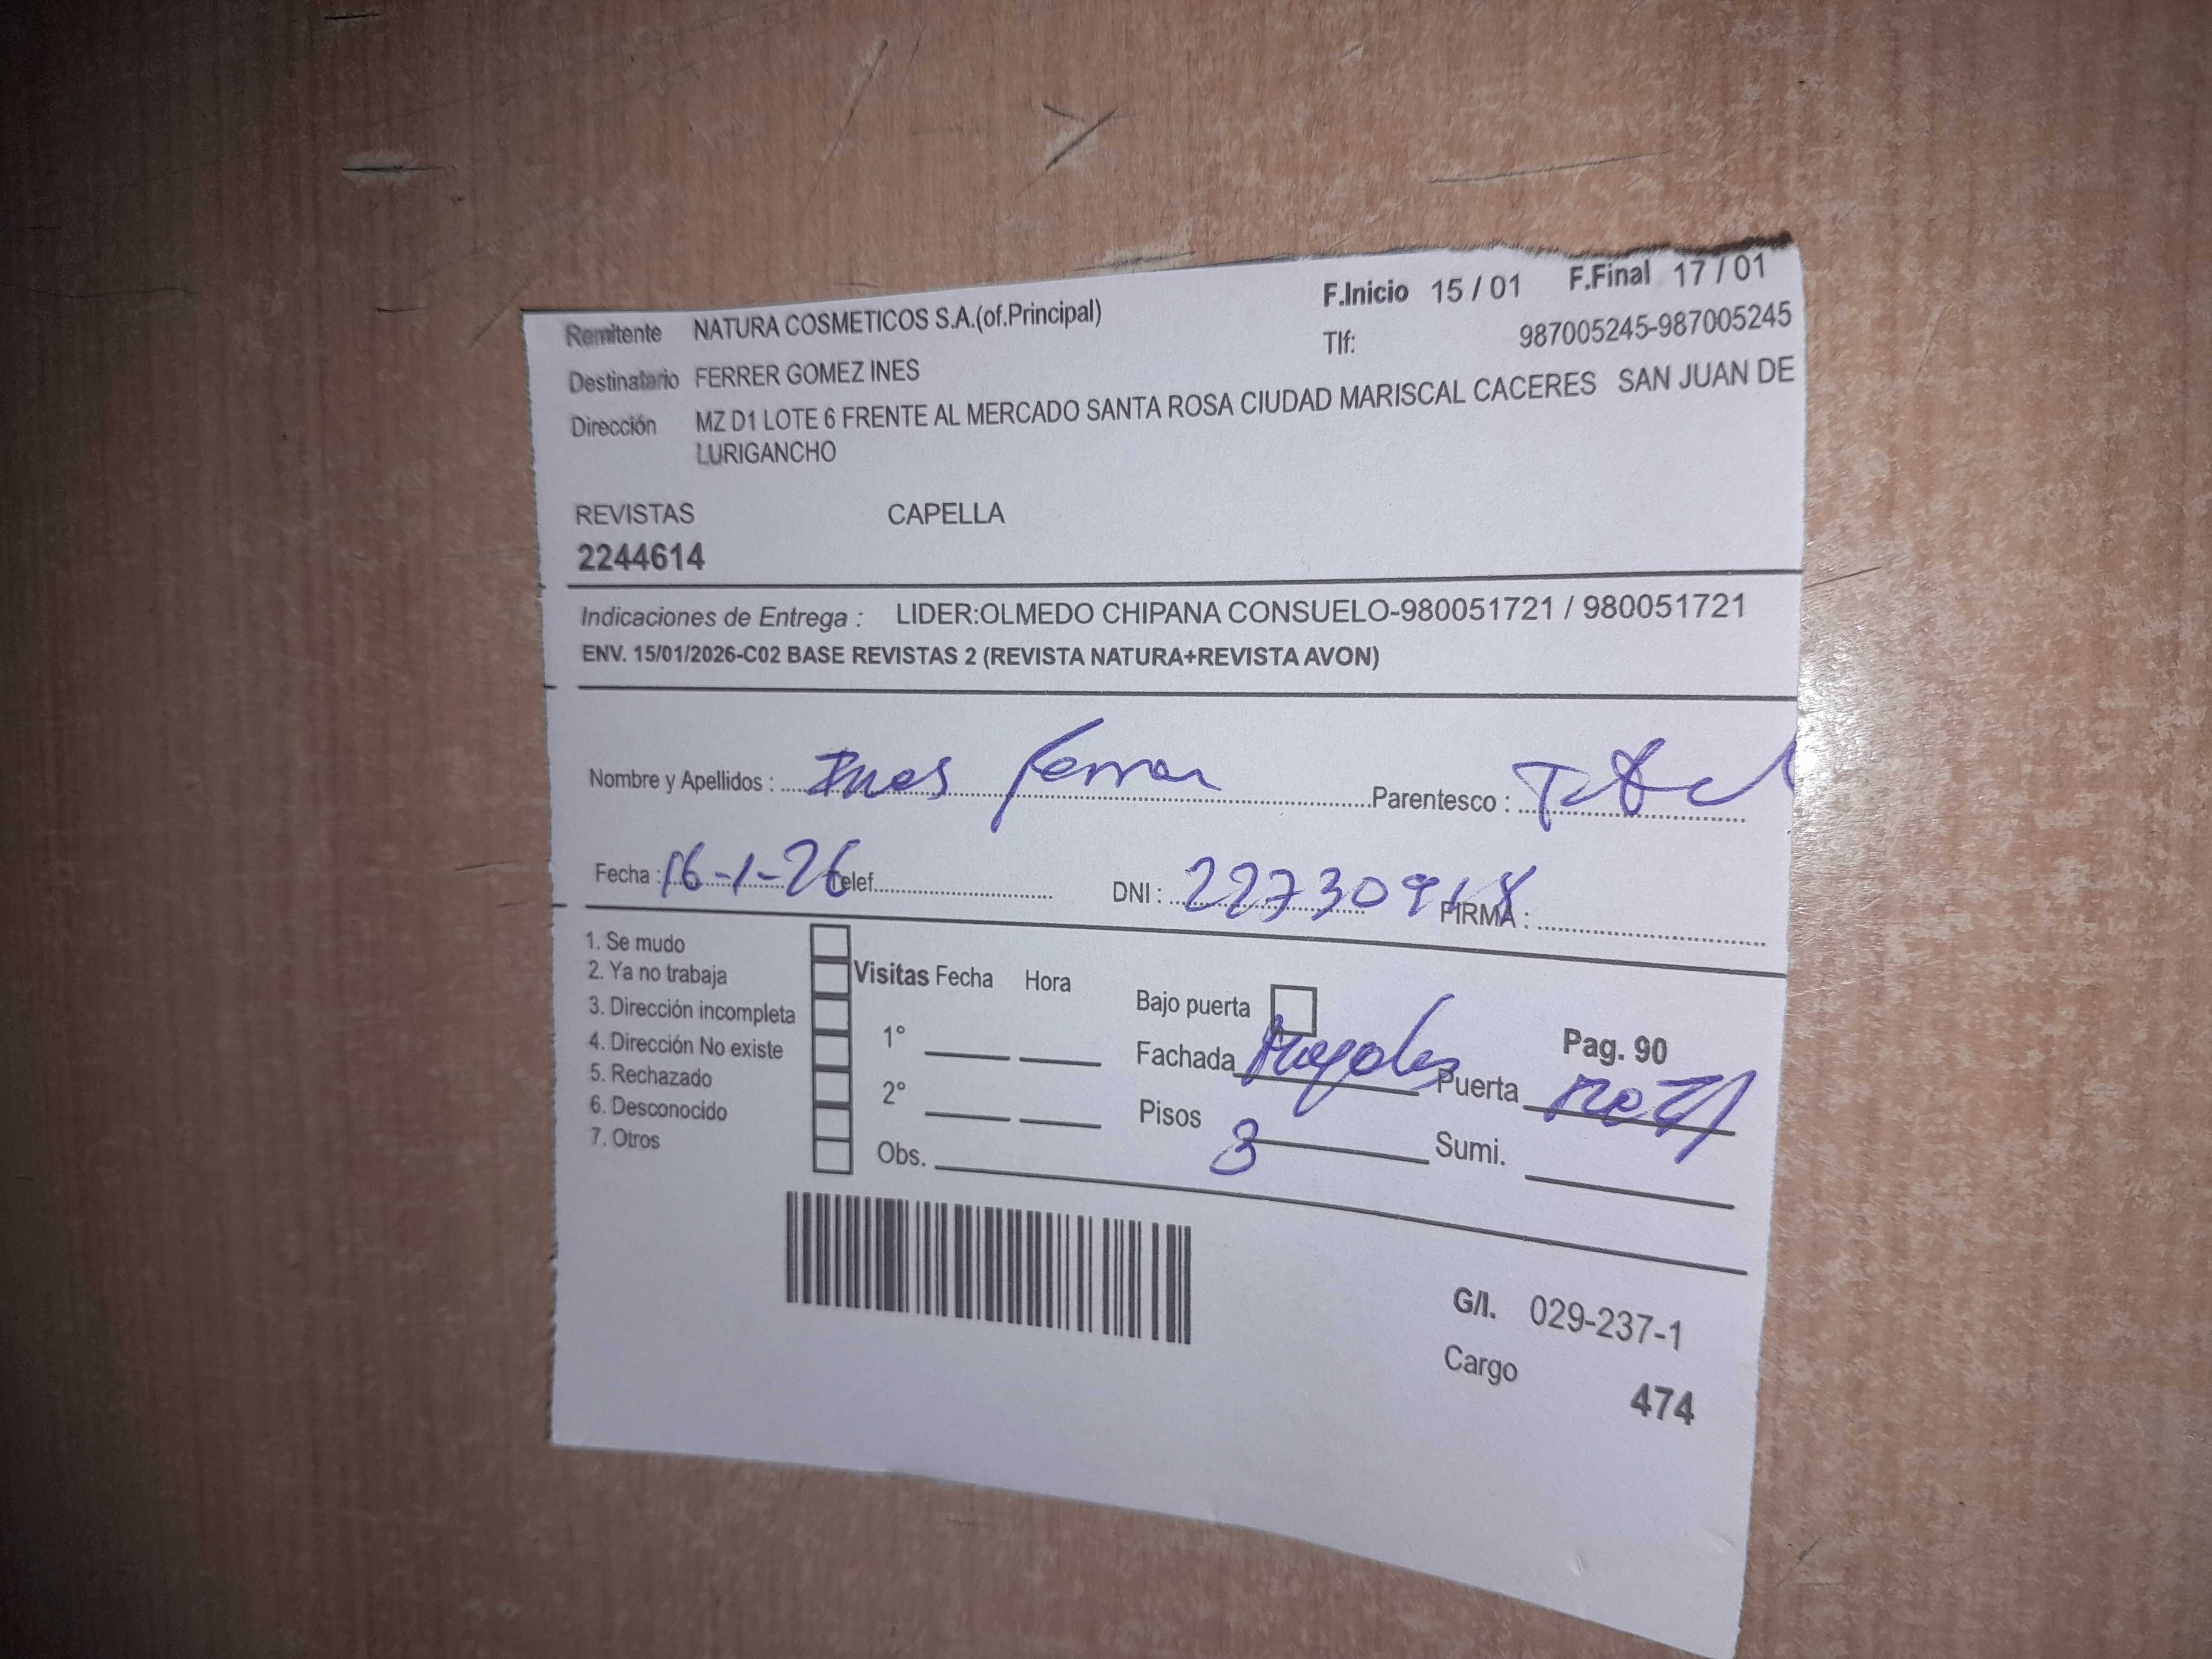 F.Inicio 15 / 01 F.Final 17 / 01
Remitente NATURA COSMETICOS S.A.(of.Principal) Tlf: 987005245-987005245
Destinatario FERRER GOMEZ INES
Dirección MZ D1 LOTE 6 FRENTE AL MERCADO SANTA ROSA CIUDAD MARISCAL CACERES SAN JUAN DE
LURIGANCHO
REVISTAS CAPELLA
2244614
Indicaciones de Entrega : LIDER:OLMEDO CHIPANA CONSUELO-980051721 / 980051721
ENV. 15/01/2026-C02 BASE REVISTAS 2 (REVISTA NATURA+REVISTA AVON)
Nombre y Apellidos : Ines Ferrer Parentesco :
Fecha : 16-1-26 Telef. DNI : 22730918 FIRMA :
1. Se mudo
2. Ya no trabaja
3. Dirección incompleta
4. Dirección No existe
5. Rechazado
6. Desconocido
7. Otros
Visitas Fecha Hora
1°
2°
Obs.
Bajo puerta
Pag. 90
Fachada Puerta
Pisos 3 Sumi.
G/I. 029-237-1
Cargo 474